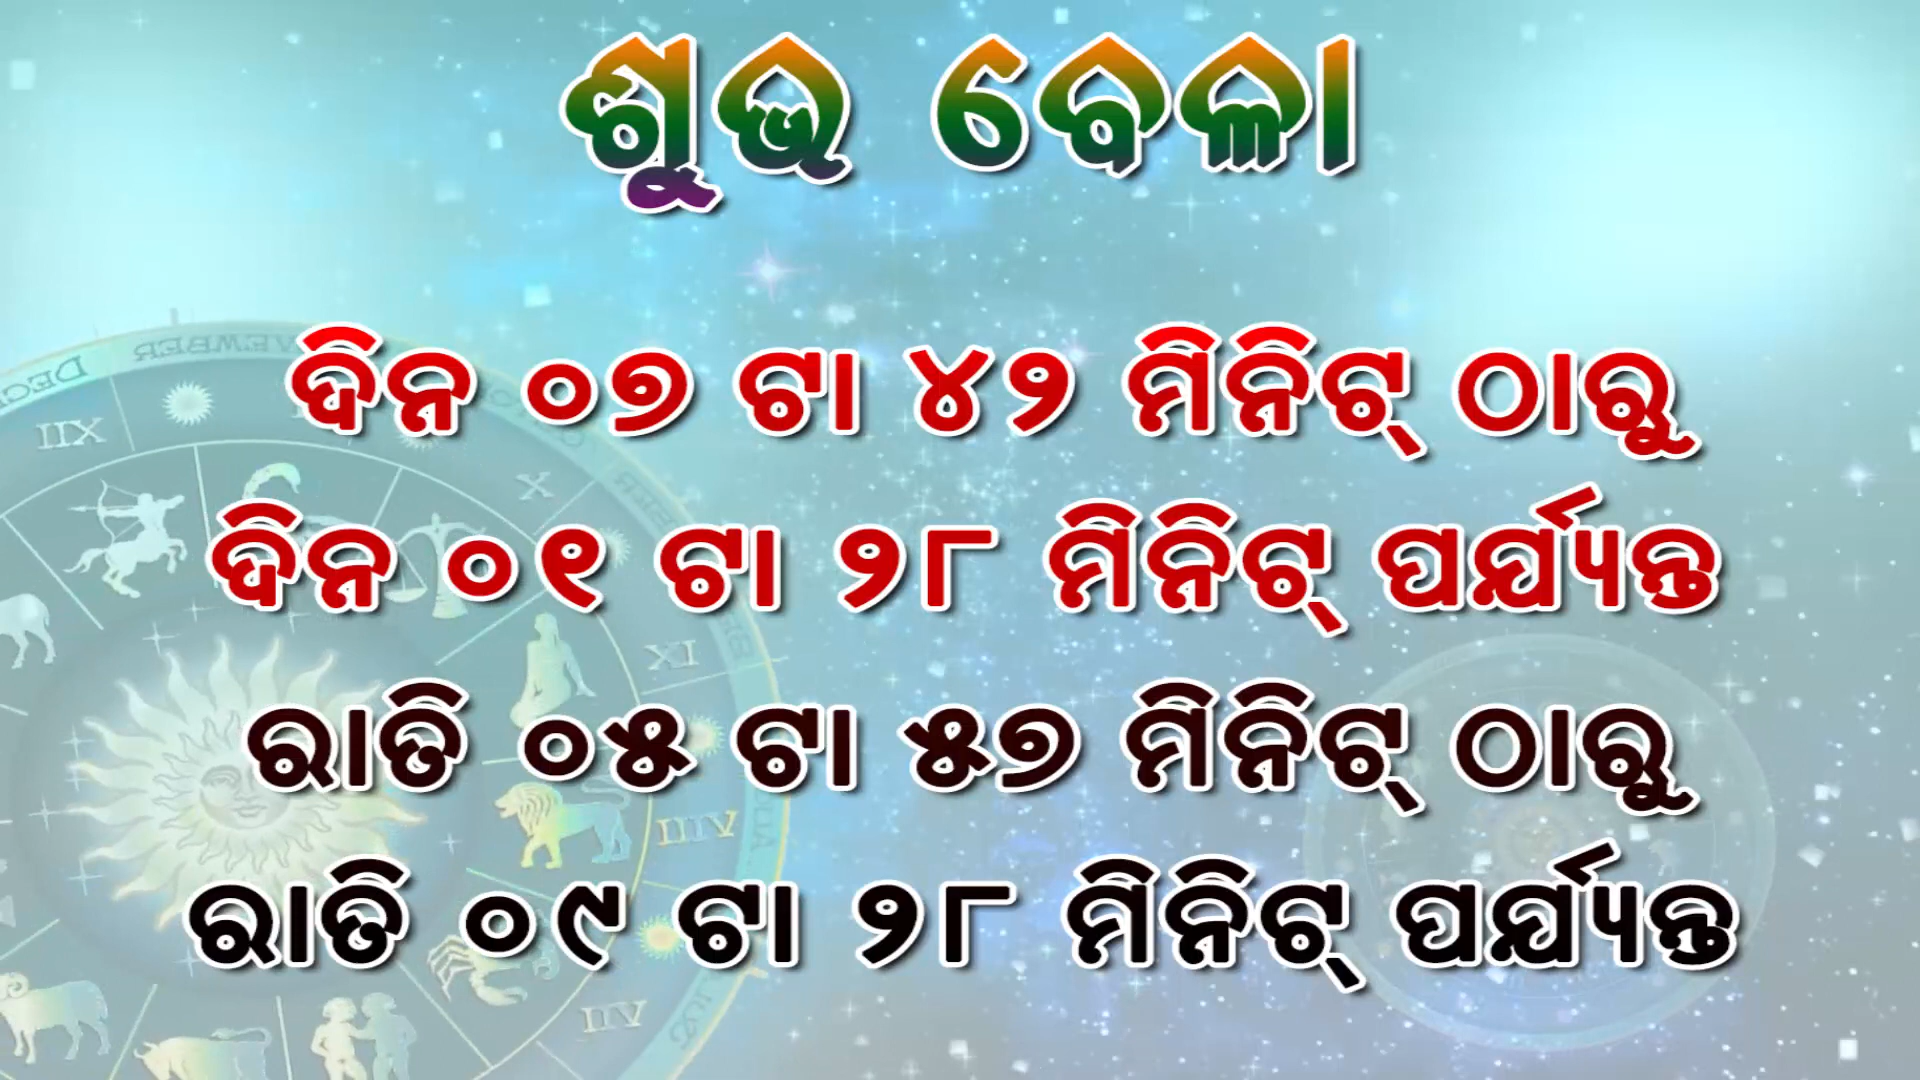 ଶୁଭ ବେଳା
ଦିନ ୦୭ ଟା ୪୨ ମିନିଟ୍ ଠାରୁ
ଦିନ ୦୧ ଟା ୨୮ ମିନିଟ୍ ପର୍ଯ୍ୟନ୍ତ
ରାତି ୦୫ ଟା ୫୭ ମିନିଟ୍ ଠାରୁ
ରାତି ୦୯ ଟା ୨୮ ମିନିଟ୍ ପର୍ଯ୍ୟନ୍ତ